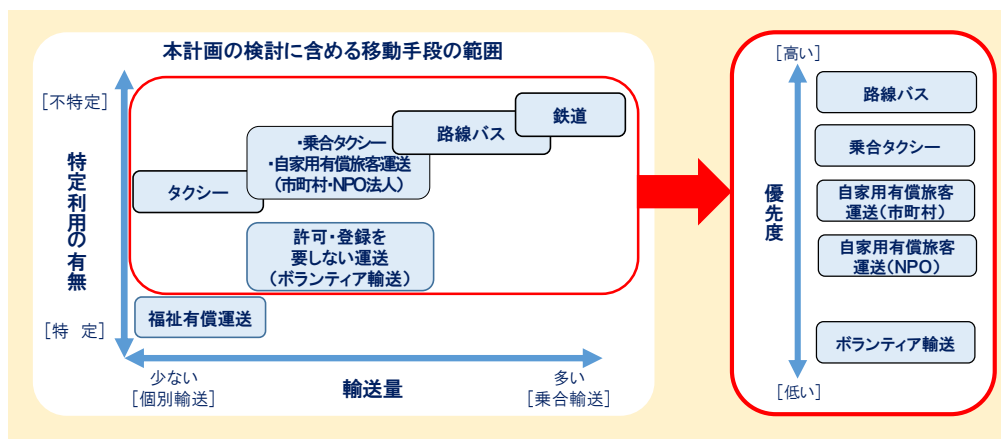 本計画の検討に含める移動手段の範囲
[不特定]
特定利用の有無
[特 定]
鉄道
路線バス
・乗合タクシー
・自家用有償旅客運送
(市町村・NPO法人)
タクシー
許可・登録を
要しない運送
(ボランティア輸送)
福祉有償運送
少ない
[個別輸送]
輸送量
多い
[乗合輸送]
[高い]
優先度
[低い]
路線バス
乗合タクシー
自家用有償旅客
運送(市町村)
自家用有償旅客
運送(NPO)
ボランティア輸送